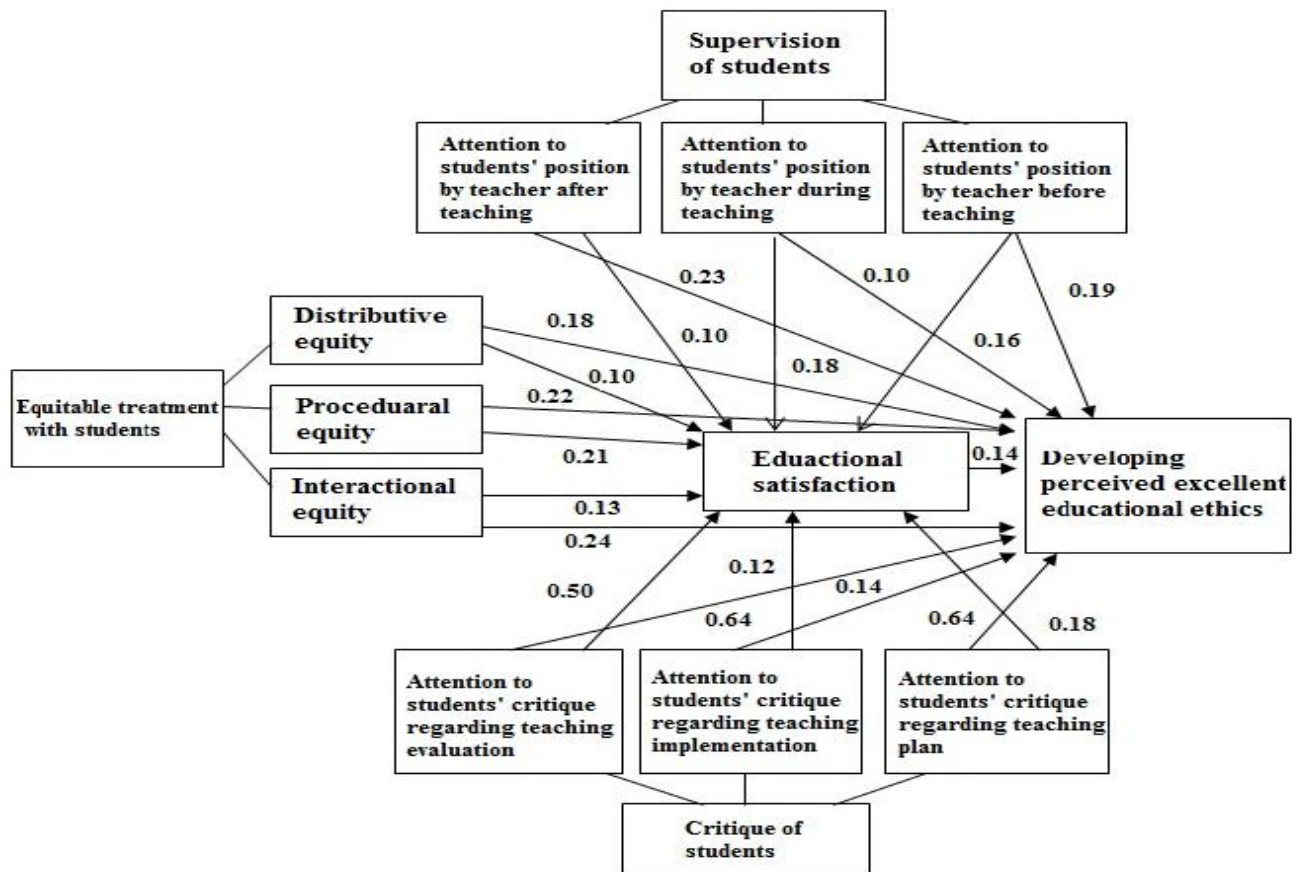 Supervision
of students
Attention to
students' position
by teacher after
teaching
Attention to
students' position
by teacher during
teaching
Attention to
students' position
by teacher before
teaching
0.23
0.10
0.19
Distributive
equity
0.18
0.10
0.16
0.10
0.18
Equitable treatment
with students
Proceduaral
equity
0.22
0.21
Eduactional
satisfaction
0.14
Developing
perceived excellent
educational ethics
Interactional
equity
0.13
0.24
0.50
0.12
0.14
0.64
0.64
0.18
Attention to
students' critique
regarding teaching
evaluation
Attention to
students' critique
regarding teaching
implementation
Attention to
students' critique
regarding teaching
plan
Critique of
students